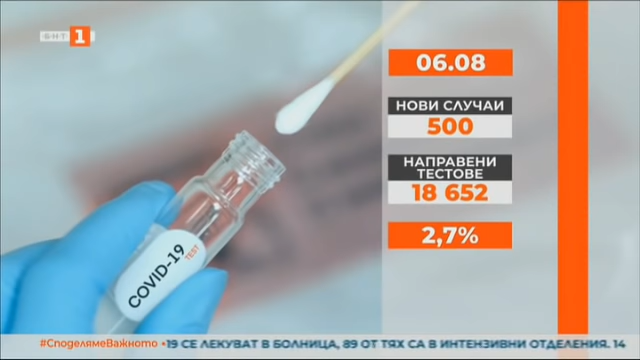 БНТ 1
06.08
НОВИ СЛУЧАИ
500
НАПРАВЕНИ
ТЕСТОВЕ
18 652
2,7%
COVID-19
TEST
#СподелямеВажното • 19 СЕ ЛЕКУВАТ В БОЛНИЦА, 89 ОТ ТЯХ СА В ИНТЕНЗИВНИ ОТДЕЛЕНИЯ. 14